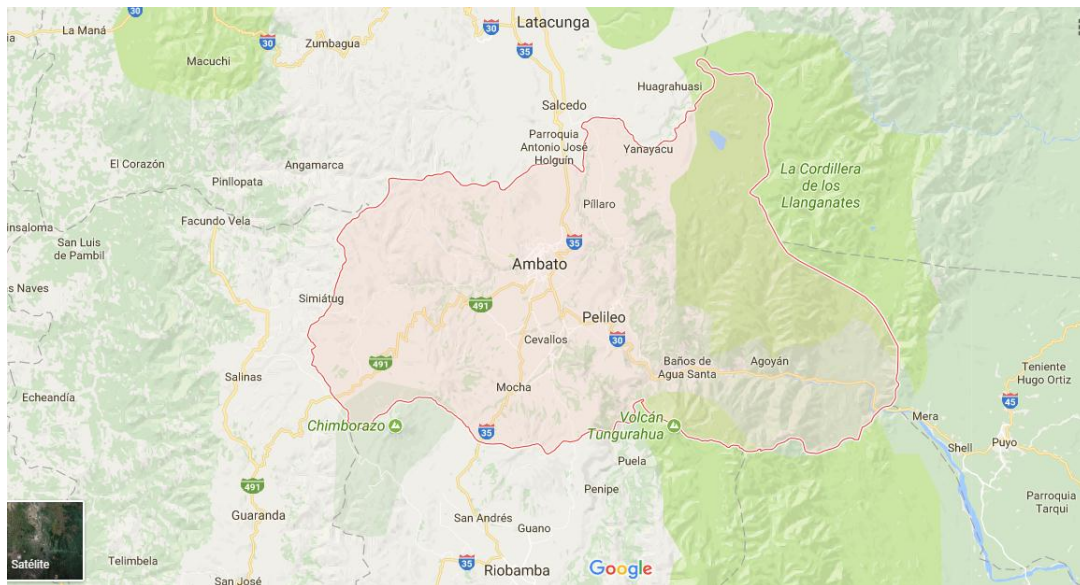 30
La Maná
30
Latacunga
ía
30
Zumbagua
35
Macuchi
Huagrahuasi
Salcedo
Parroquia
Antonio José
Holguín
Yanayacu
El Corazón
Angamarca
La Cordillera
de los
Llanganates
Pinllopata
Píllaro
Facundo Vela
insaloma
San Luis
de Pambil
35
Ambato
s Naves
Simiátug
491
Pelileo
Cevallos
30
491
Baños de
Agua Santa
Agoyán
Teniente
Hugo Ortiz
Salinas
Mocha
Echeandía
45
Chimborazo
35
Volcán
Tungurahua
Mera
Shell
Puyo
Puela
491
Penipe
Parroquia
Tarqui
Guaranda
San Andrés
Guano
Satélite
Telimbela
35
Riobamba
Google
San José